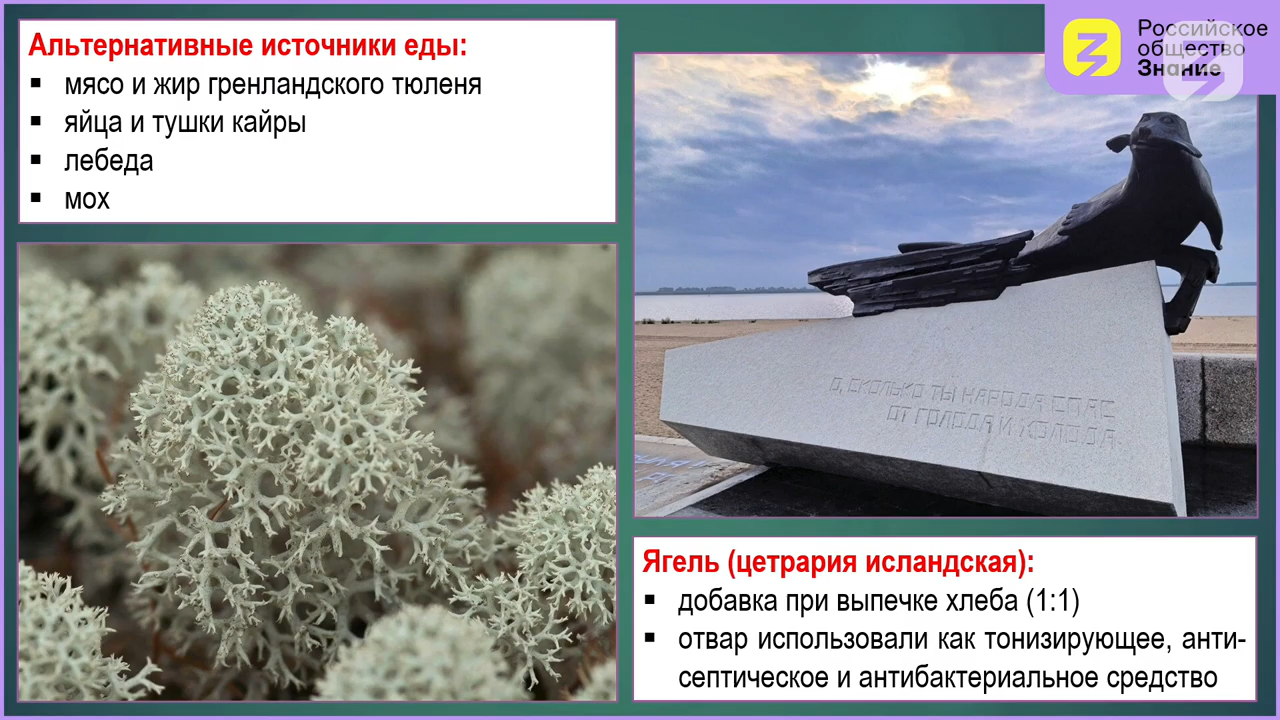 Альтернативные источники еды:
▪ мясо и жир гренландского тюленя
▪ яйца и тушки кайры
▪ лебеда
▪ мох
Российское
общество
Знание
О, СКОЛЬКО ТЫ НАРОДА СПАС
ОТ ГОЛОДА И ХОЛОДА
Ягель (цетрария исландская):
▪ добавка при выпечке хлеба (1:1)
▪ отвар использовали как тонизирующее, анти-
септическое и антибактериальное средство